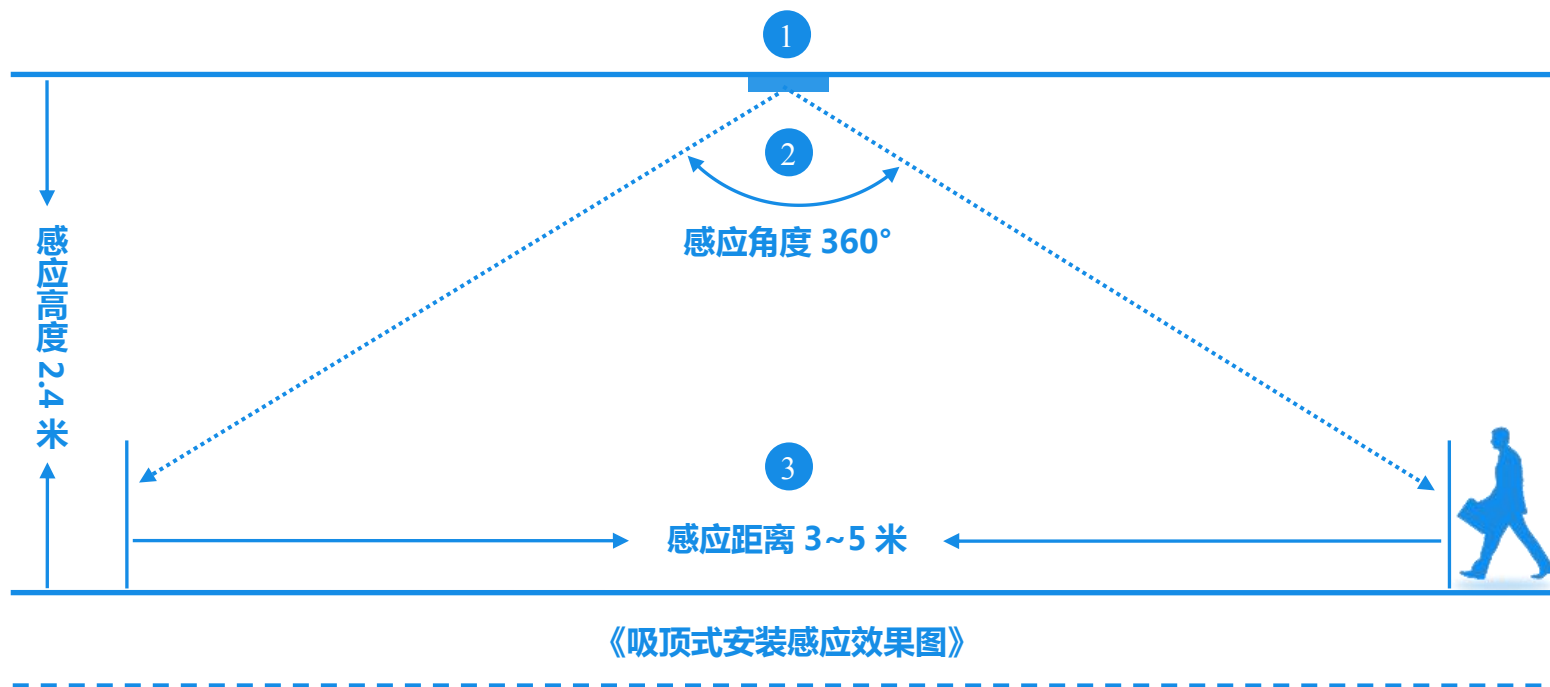 1
2
感应角度 360°
感应高度 2.4 米
3
感应距离 3~5 米
《吸顶式安装感应效果图》